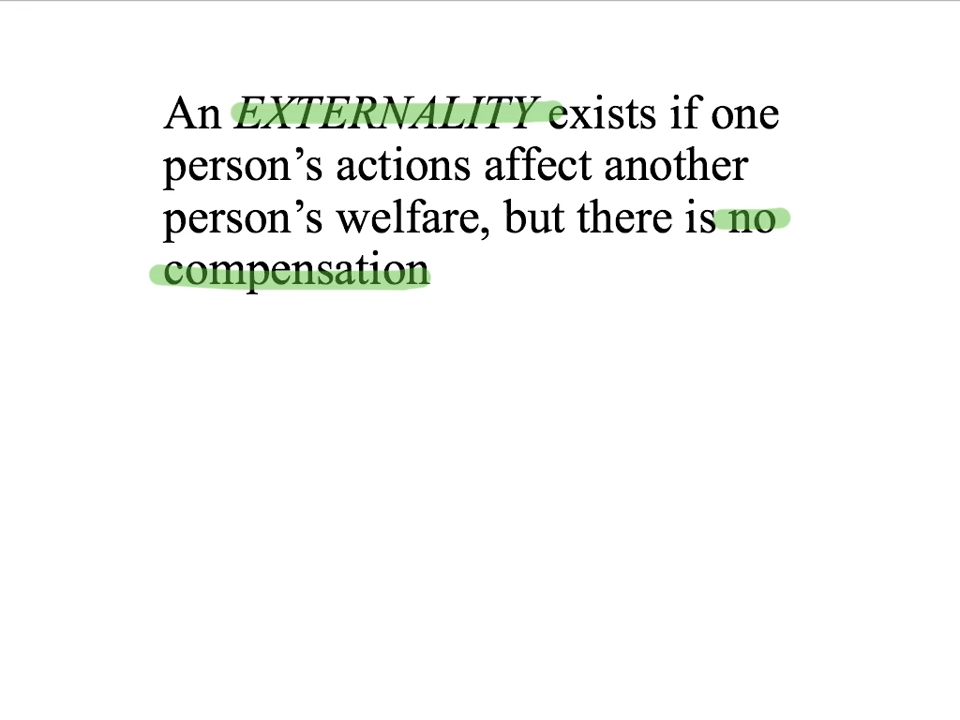 An EXTERNALITY exists if one
person’s actions affect another
person’s welfare, but there is no
compensation